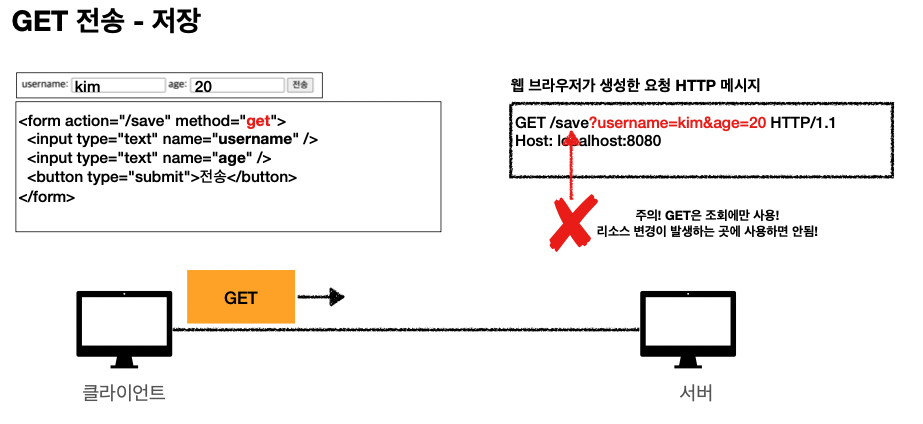 GET 전송 - 저장
username: kim age: 20 전송
<form action="/save" method="get">
<input type="text" name="username" />
<input type="text" name="age" />
<button type="submit">전송</button>
</form>
웹 브라우저가 생성한 요청 HTTP 메시지
GET /save?username=kim&age=20 HTTP/1.1
Host: localhost:8080
주의! GET은 조회에만 사용!
리소스 변경이 발생하는 곳에 사용하면 안됨!
GET
클라이언트
서버